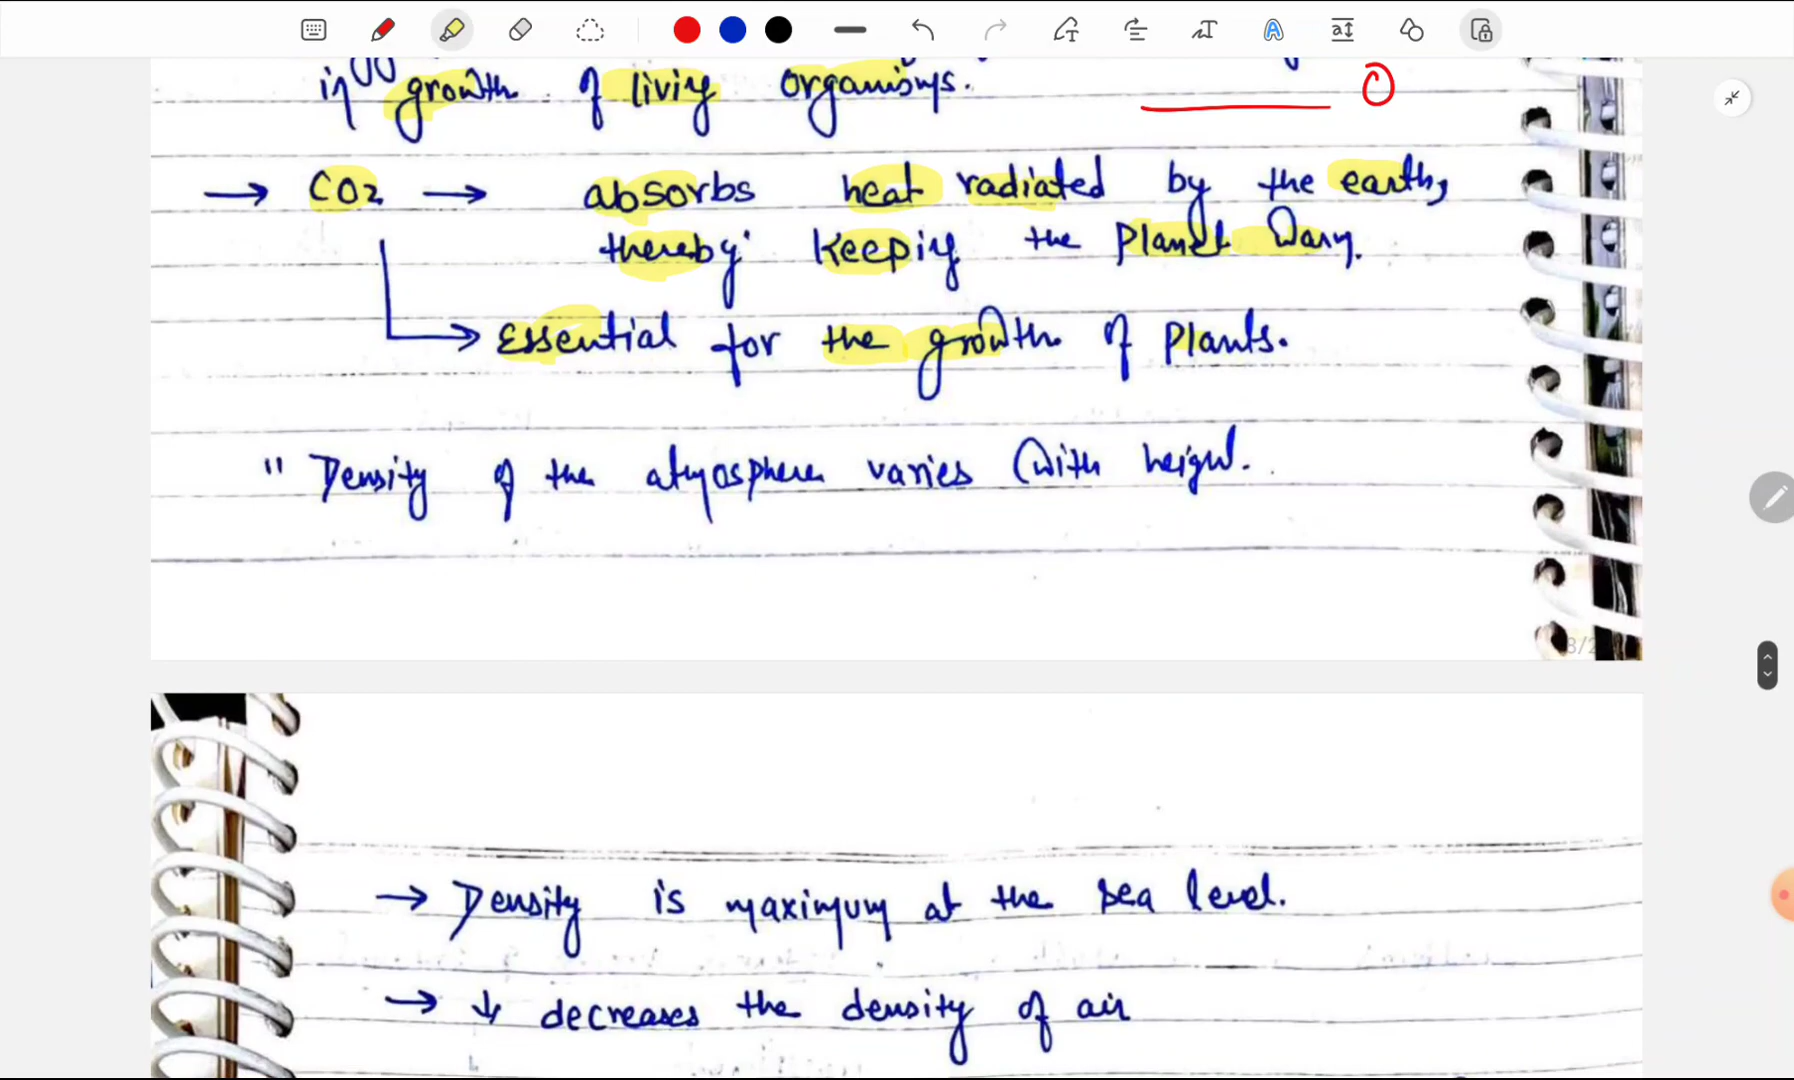 in growth of living organisms.
→ CO2 → absorbs heat radiated by the earth,
thereby keeping the planet warm.
→ Essential for the growth of plants.
" Density of the atmosphere varies with height.
→ Density is maximum at the sea level.
→ ↓ decreases the density of air